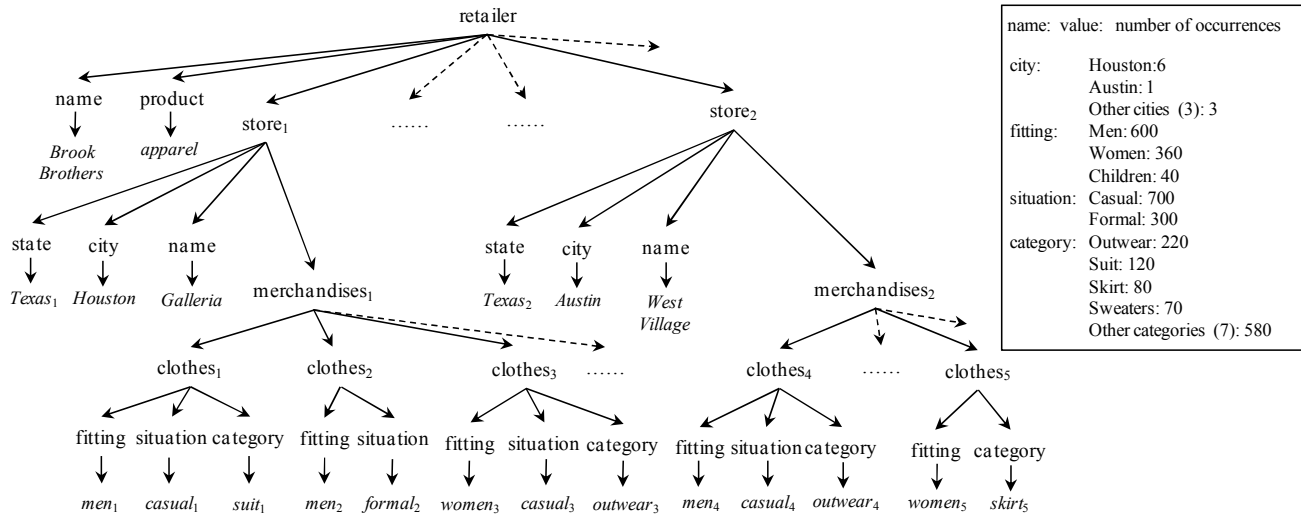 retailer
name product
store₁ ...... ...... store₂
Brook
Brothers
apparel
state city name
Texas₁ Houston Galleria
merchandises₁
state city name
Texas₂ Austin West
Village
merchandises₂
clothes₁ clothes₂ clothes₃ ...... clothes₄ ...... clothes₅
fitting situation category fitting situation fitting situation category fitting situation category fitting category
men₁ casual₁ suit₁ men₂ formal₂ women₃ casual₃ outwear₃ men₄ casual₄ outwear₄ women₅ skirt₅
name: value: number of occurrences
city: Houston:6
Austin: 1
Other cities (3): 3
fitting: Men: 600
Women: 360
Children: 40
situation: Casual: 700
Formal: 300
category: Outwear: 220
Suit: 120
Skirt: 80
Sweaters: 70
Other categories (7): 580